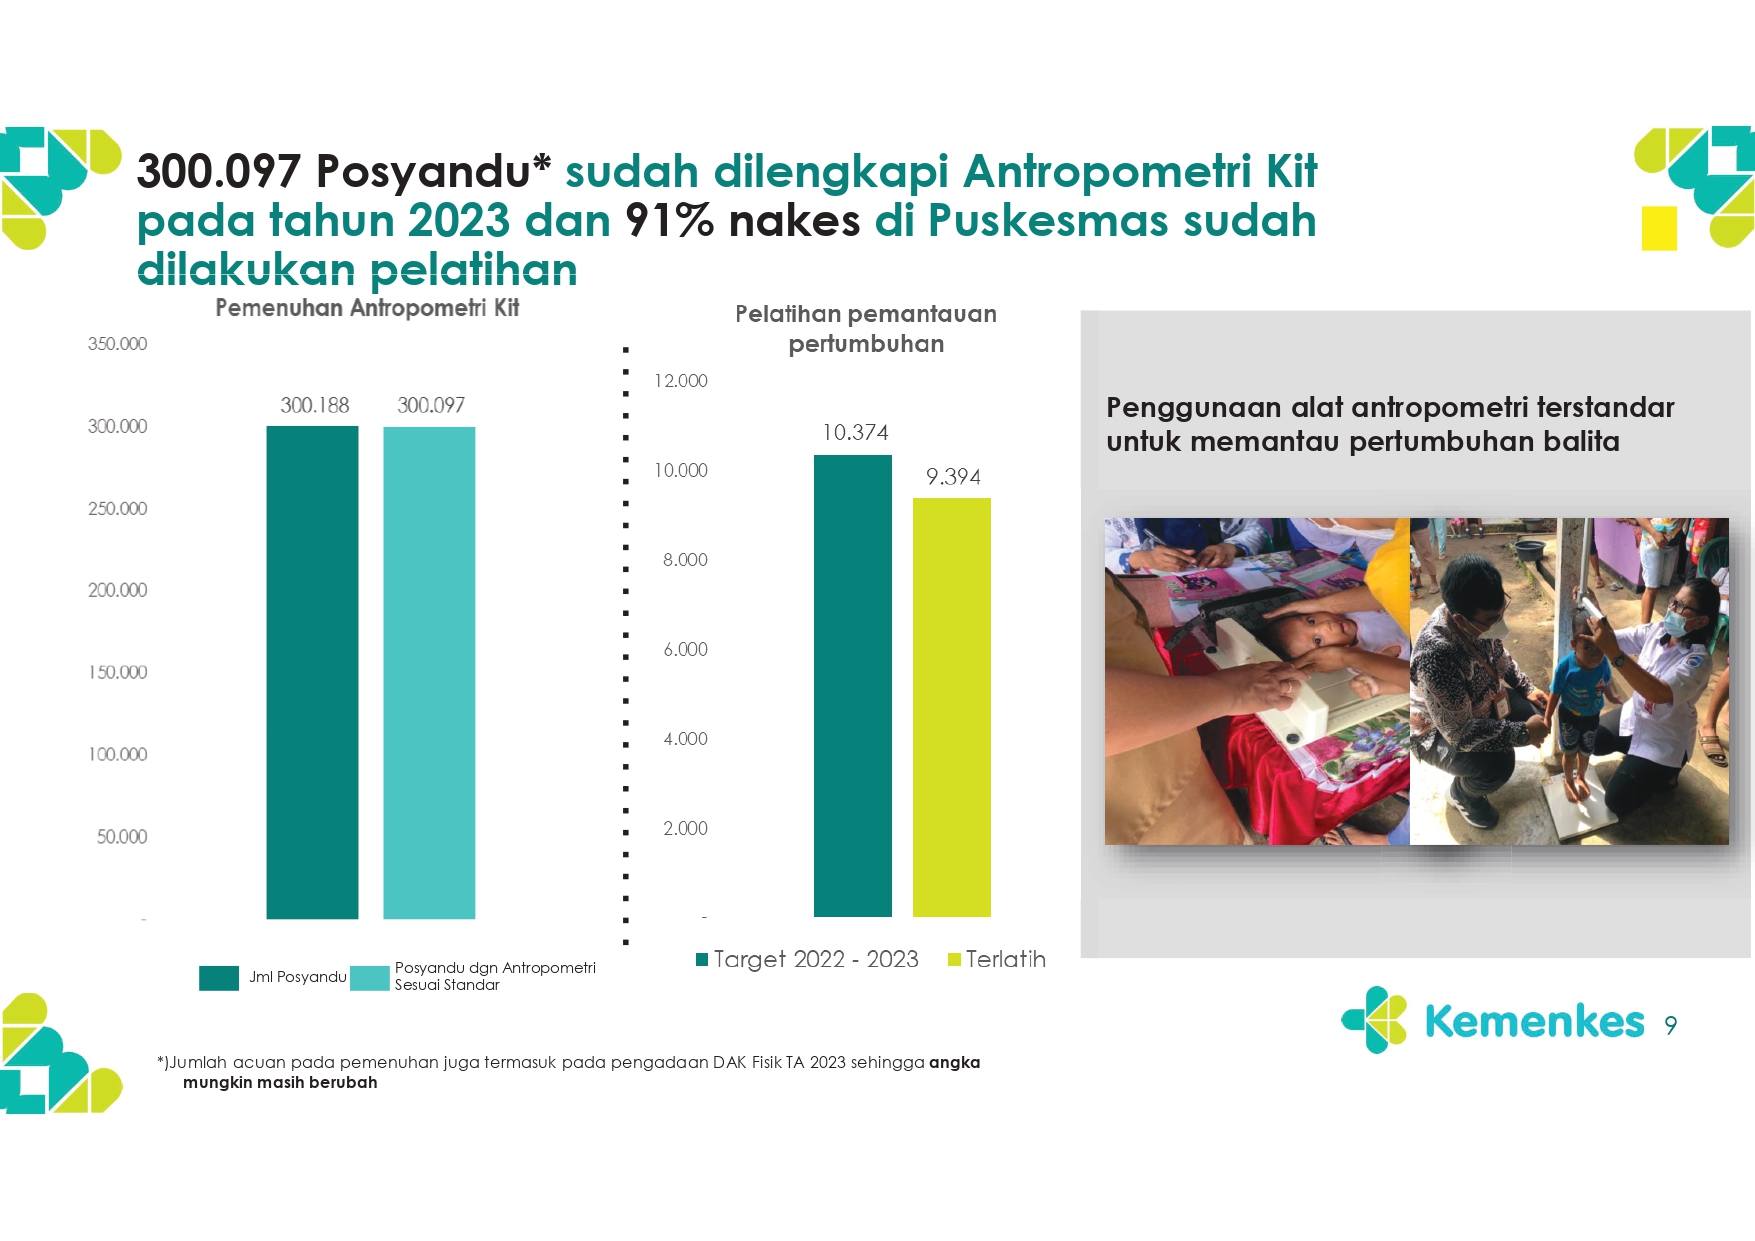 300.097 Posyandu* sudah dilengkapi Antropometri Kit
pada tahun 2023 dan 91% nakes di Puskesmas sudah
dilakukan pelatihan
Pemenuhan Antropometri Kit
350.000
300.000
250.000
200.000
150.000
100.000
50.000
-
300.188
300.097
Jml Posyandu
Posyandu dgn Antropometri
Sesuai Standar
Pelatihan pemantauan
pertumbuhan
12.000
10.000
8.000
6.000
4.000
2.000
-
10.374
9.394
Target 2022 - 2023
Terlatih
Penggunaan alat antropometri terstandar
untuk memantau pertumbuhan balita
Kemenkes
9
*)Jumlah acuan pada pemenuhan juga termasuk pada pengadaan DAK Fisik TA 2023 sehingga angka
mungkin masih berubah